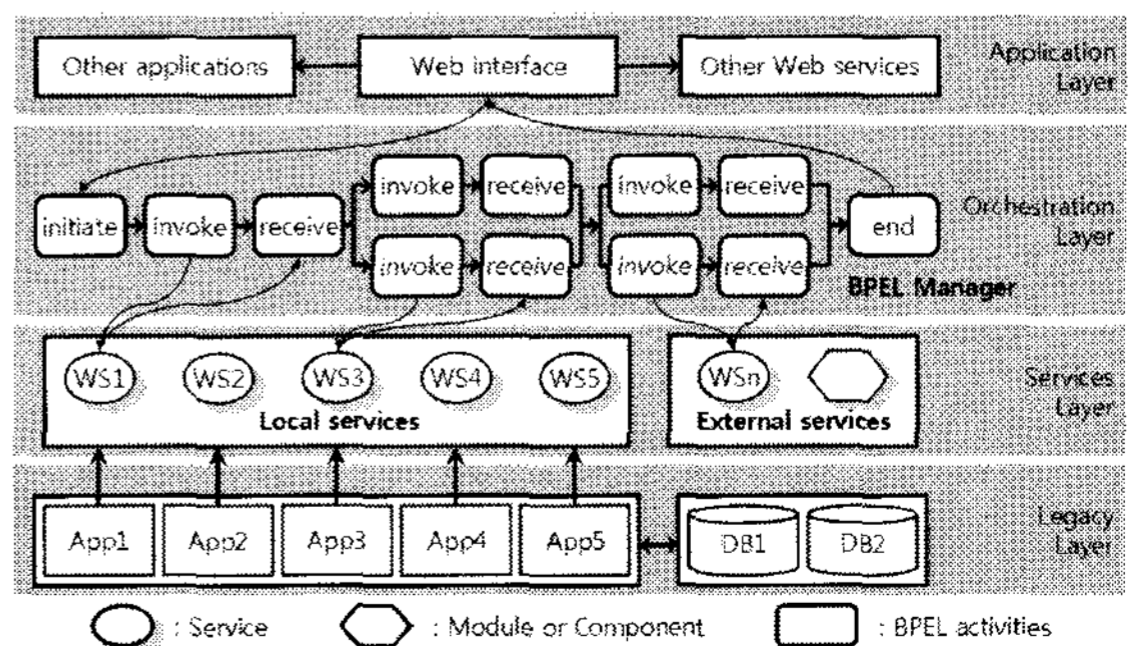 Other applications
Web interface
Other Web services
Application
Layer
invoke
receive
invoke
receive
initiate
invoke
receive
end
Orchestration
Layer
invoke
receive
invoke
receive
BPEL Manager
WS1
WS2
WS3
WS4
WS5
WSn
Services
Layer
Local services
External services
App1
App2
App3
App4
App5
DB1
DB2
Legacy
Layer
: Service
: Module or Component
: BPEL activities